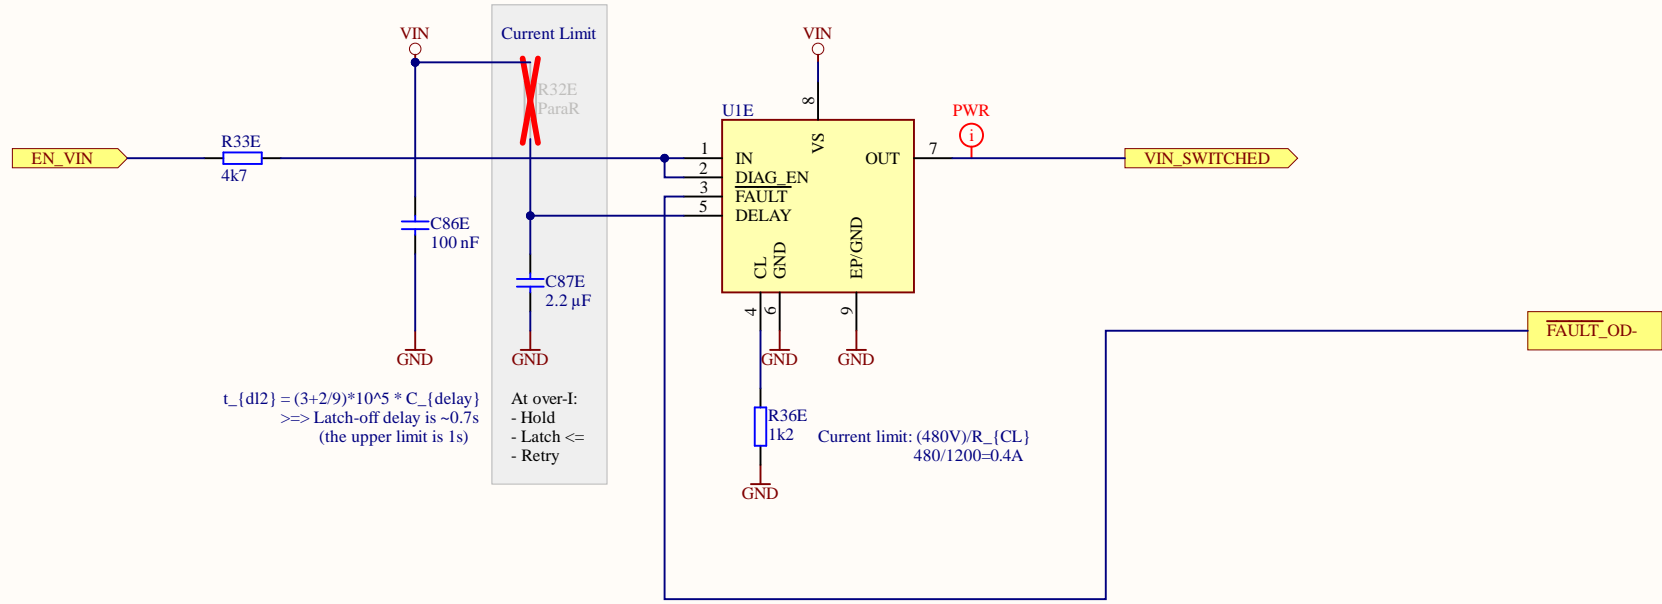 VIN
Current Limit
VIN
R32E
ParaR
8
U1E
PWR
i
VS
R33E
EN_VIN
1
IN
OUT
7
VIN_SWITCHED
4k7
2
DIAG_EN
3
FAULT
5
DELAY
C86E
100 nF
CL
GND
EP/GND
C87E
2.2 µF
4
6
9
FAULT_OD-
GND
GND
GND
GND
t_{dl2} = (3+2/9)*10^5 * C_{delay}
>=> Latch-off delay is ~0.7s
(the upper limit is 1s)
At over-I:
- Hold
- Latch <=
- Retry
R36E
1k2
Current limit: (480V)/R_{CL}
480/1200=0.4A
GND